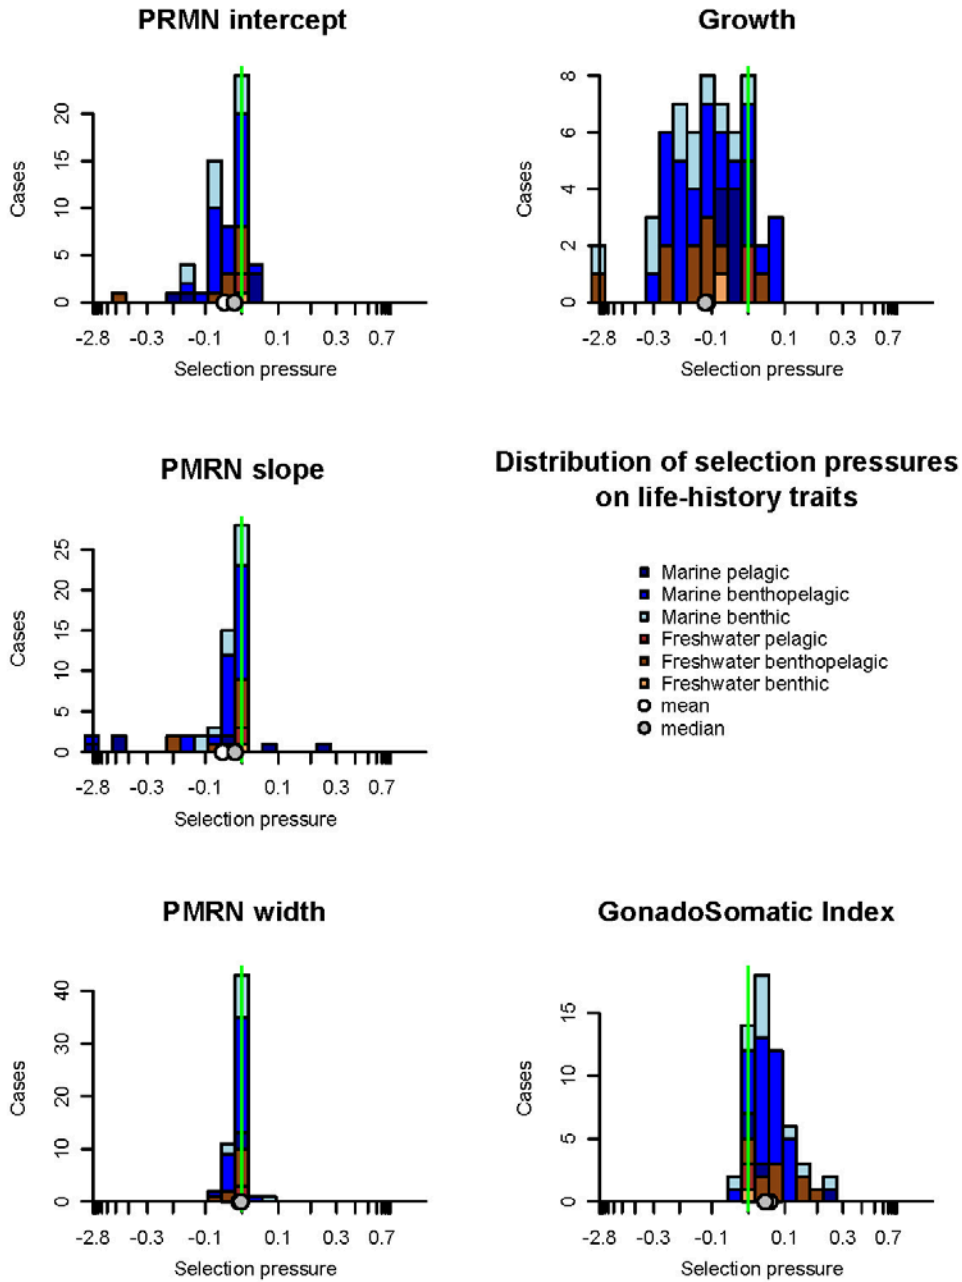 PRMN intercept
Cases
0 5 10 15 20
-2.8 -0.3 -0.1 0.1 0.3 0.7
Selection pressure
Growth
Cases
0 2 4 6 8
-2.8 -0.3 -0.1 0.1 0.3 0.7
Selection pressure
PMRN slope
Cases
0 5 10 15 20 25
-2.8 -0.3 -0.1 0.1 0.3 0.7
Selection pressure
Distribution of selection pressures
on life-history traits
Marine pelagic
Marine benthopelagic
Marine benthic
Freshwater pelagic
Freshwater benthopelagic
Freshwater benthic
mean
median
PMRN width
Cases
0 10 20 30 40
-2.8 -0.3 -0.1 0.1 0.3 0.7
Selection pressure
GonadoSomatic Index
Cases
0 5 10 15
-2.8 -0.3 -0.1 0.1 0.3 0.7
Selection pressure